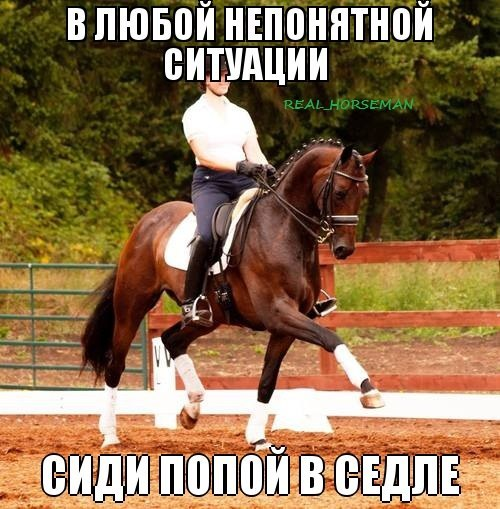 В ЛЮБОЙ НЕПОНЯТНОЙ
СИТУАЦИИ
REAL_HORSEMAN
СИДИ ПОПОЙ В СЕДЛЕ